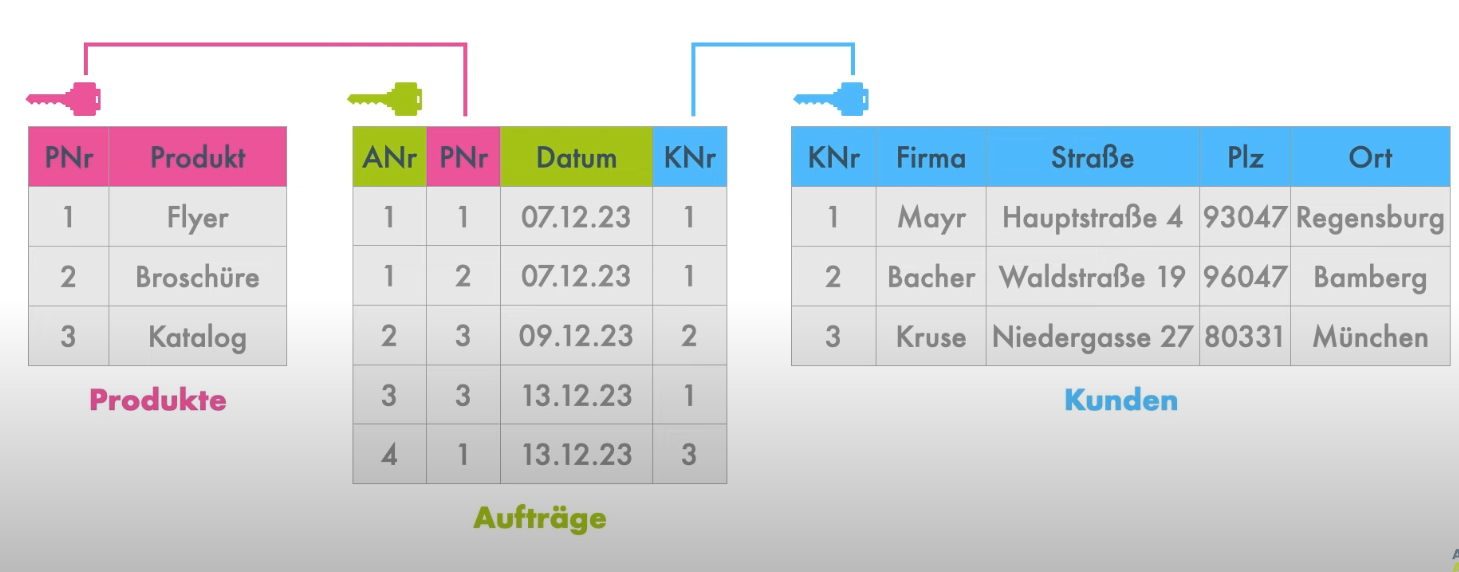 PNr Produkt
1 Flyer
2 Broschüre
3 Katalog
Produkte
ANr PNr Datum KNr
1 1 07.12.23 1
1 2 07.12.23 1
2 3 09.12.23 2
3 3 13.12.23 1
4 1 13.12.23 3
Aufträge
KNr Firma Straße Plz Ort
1 Mayr Hauptstraße 4 93047 Regensburg
2 Bacher Waldstraße 19 96047 Bamberg
3 Kruse Niedergasse 27 80331 München
Kunden